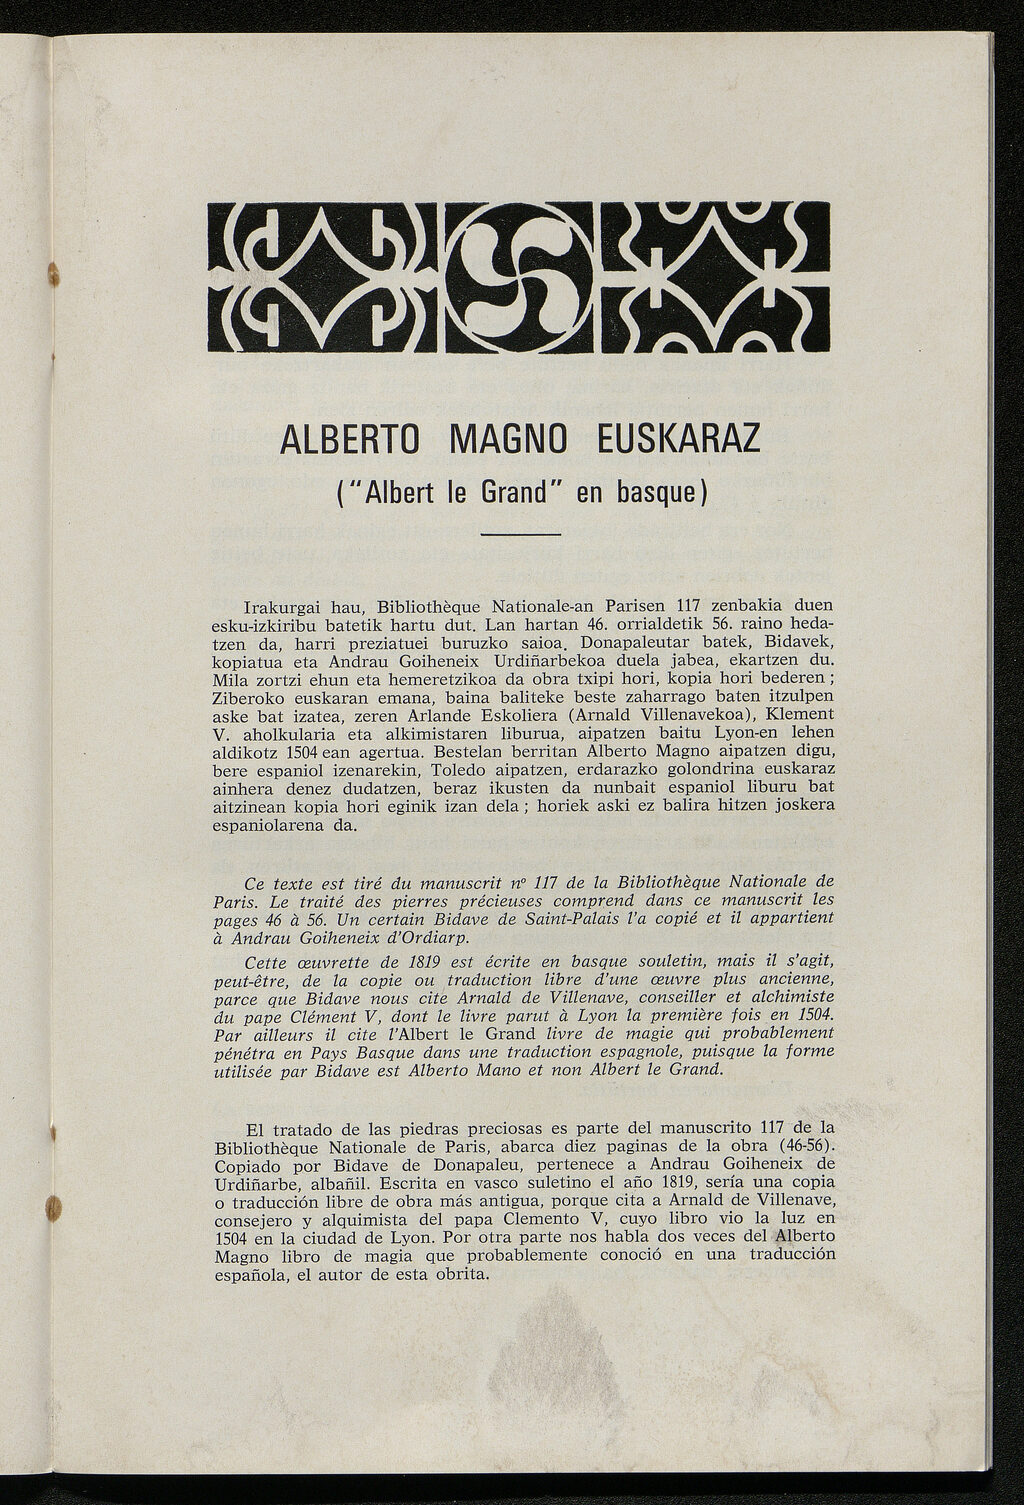 ALBERTO MAGNO EUSKARAZ
("Albert le Grand" en basque)
Irakurgai hau, Bibliothèque Nationale-an Parisen 117 zenbakia duen
esku-izkiribu batetik hartu dut. Lan hartan 46. orrialdetik 56. raino heda-
tzen da, harri preziatuei buruzko saioa. Donapaleutar batek, Bidavek,
kopiatua eta Andrau Goiheneix Urdiñarbekoa duela jabea, ekartzen du.
Mila zortzi ehun eta hemeretzikoa da obra txipi hori, kopia hori bederen ;
Ziberoko euskaran emana, baina baliteke beste zaharrago baten itzulpen
aske bat izatea, zeren Arlande Eskoliera (Arnald Villenavekoa), Klement
V. aholkularia eta alkimistaren liburua, aipatzen baitu Lyon-en lehen
aldikotz 1504 ean agertua. Bestelan berritan Alberto Magno aipatzen digu,
bere espaniol izenarekin, Toledo aipatzen, erdarazko golondrina euskaraz
ainhera denez dudatzen, beraz ikusten da nunbait espaniol liburu bat
aitzinean kopia hori eginik izan dela ; horiek aski ez balira hitzen joskera
espaniolarena da.
Ce texte est tiré du manuscrit n° 117 de la Bibliothèque Nationale de
Paris. Le traité des pierres précieuses comprend dans ce manuscrit les
pages 46 à 56. Un certain Bidave de Saint-Palais l'a copié et il appartient
à Andrau Goiheneix d'Ordiarp.
Cette œuvrette de 1819 est écrite en basque souletin, mais il s'agit,
peut-être, de la copie ou traduction libre d'une œuvre plus ancienne,
parce que Bidave nous cite Arnald de Villenave, conseiller et alchimiste
du pape Clément V, dont le livre parut à Lyon la première fois en 1504.
Par ailleurs il cite l'Albert le Grand livre de magie qui probablement
pénétra en Pays Basque dans une traduction espagnole, puisque la forme
utilisée par Bidave est Alberto Mano et non Albert le Grand.
El tratado de las piedras preciosas es parte del manuscrito 117 de la
Bibliothèque Nationale de Paris, abarca diez paginas de la obra (46-56).
Copiado por Bidave de Donapaleu, pertenece a Andrau Goiheneix de
Urdiñarbe, albañil. Escrita en vasco suletino el año 1819, sería una copia
o traducción libre de obra más antigua, porque cita a Arnald de Villenave,
consejero y alquimista del papa Clemento V, cuyo libro vio la luz en
1504 en la ciudad de Lyon. Por otra parte nos habla dos veces del Alberto
Magno libro de magia que probablemente conoció en una traducción
española, el autor de esta obrita.